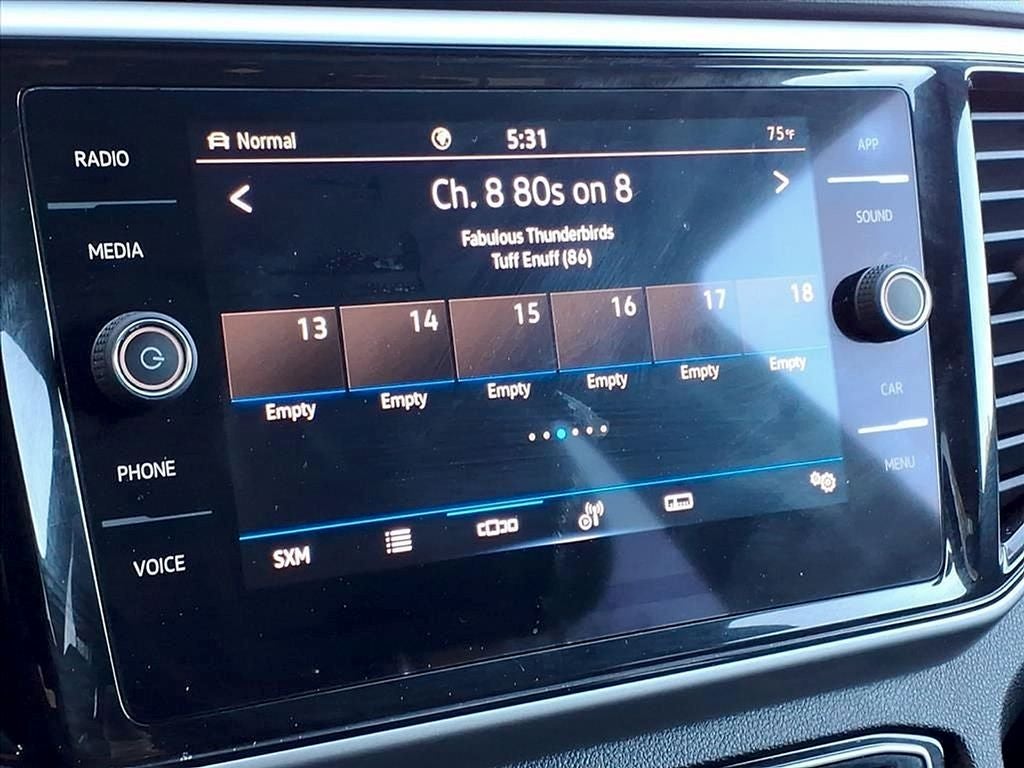 RADIO
MEDIA
PHONE
VOICE
Normal
5:31
75°F
< Ch. 8 80s on 8 >
Fabulous Thunderbirds
Tuff Enuff (86)
13 14 15 16 17 18
Empty Empty Empty Empty Empty Empty
SXM
APP
SOUND
CAR
MENU